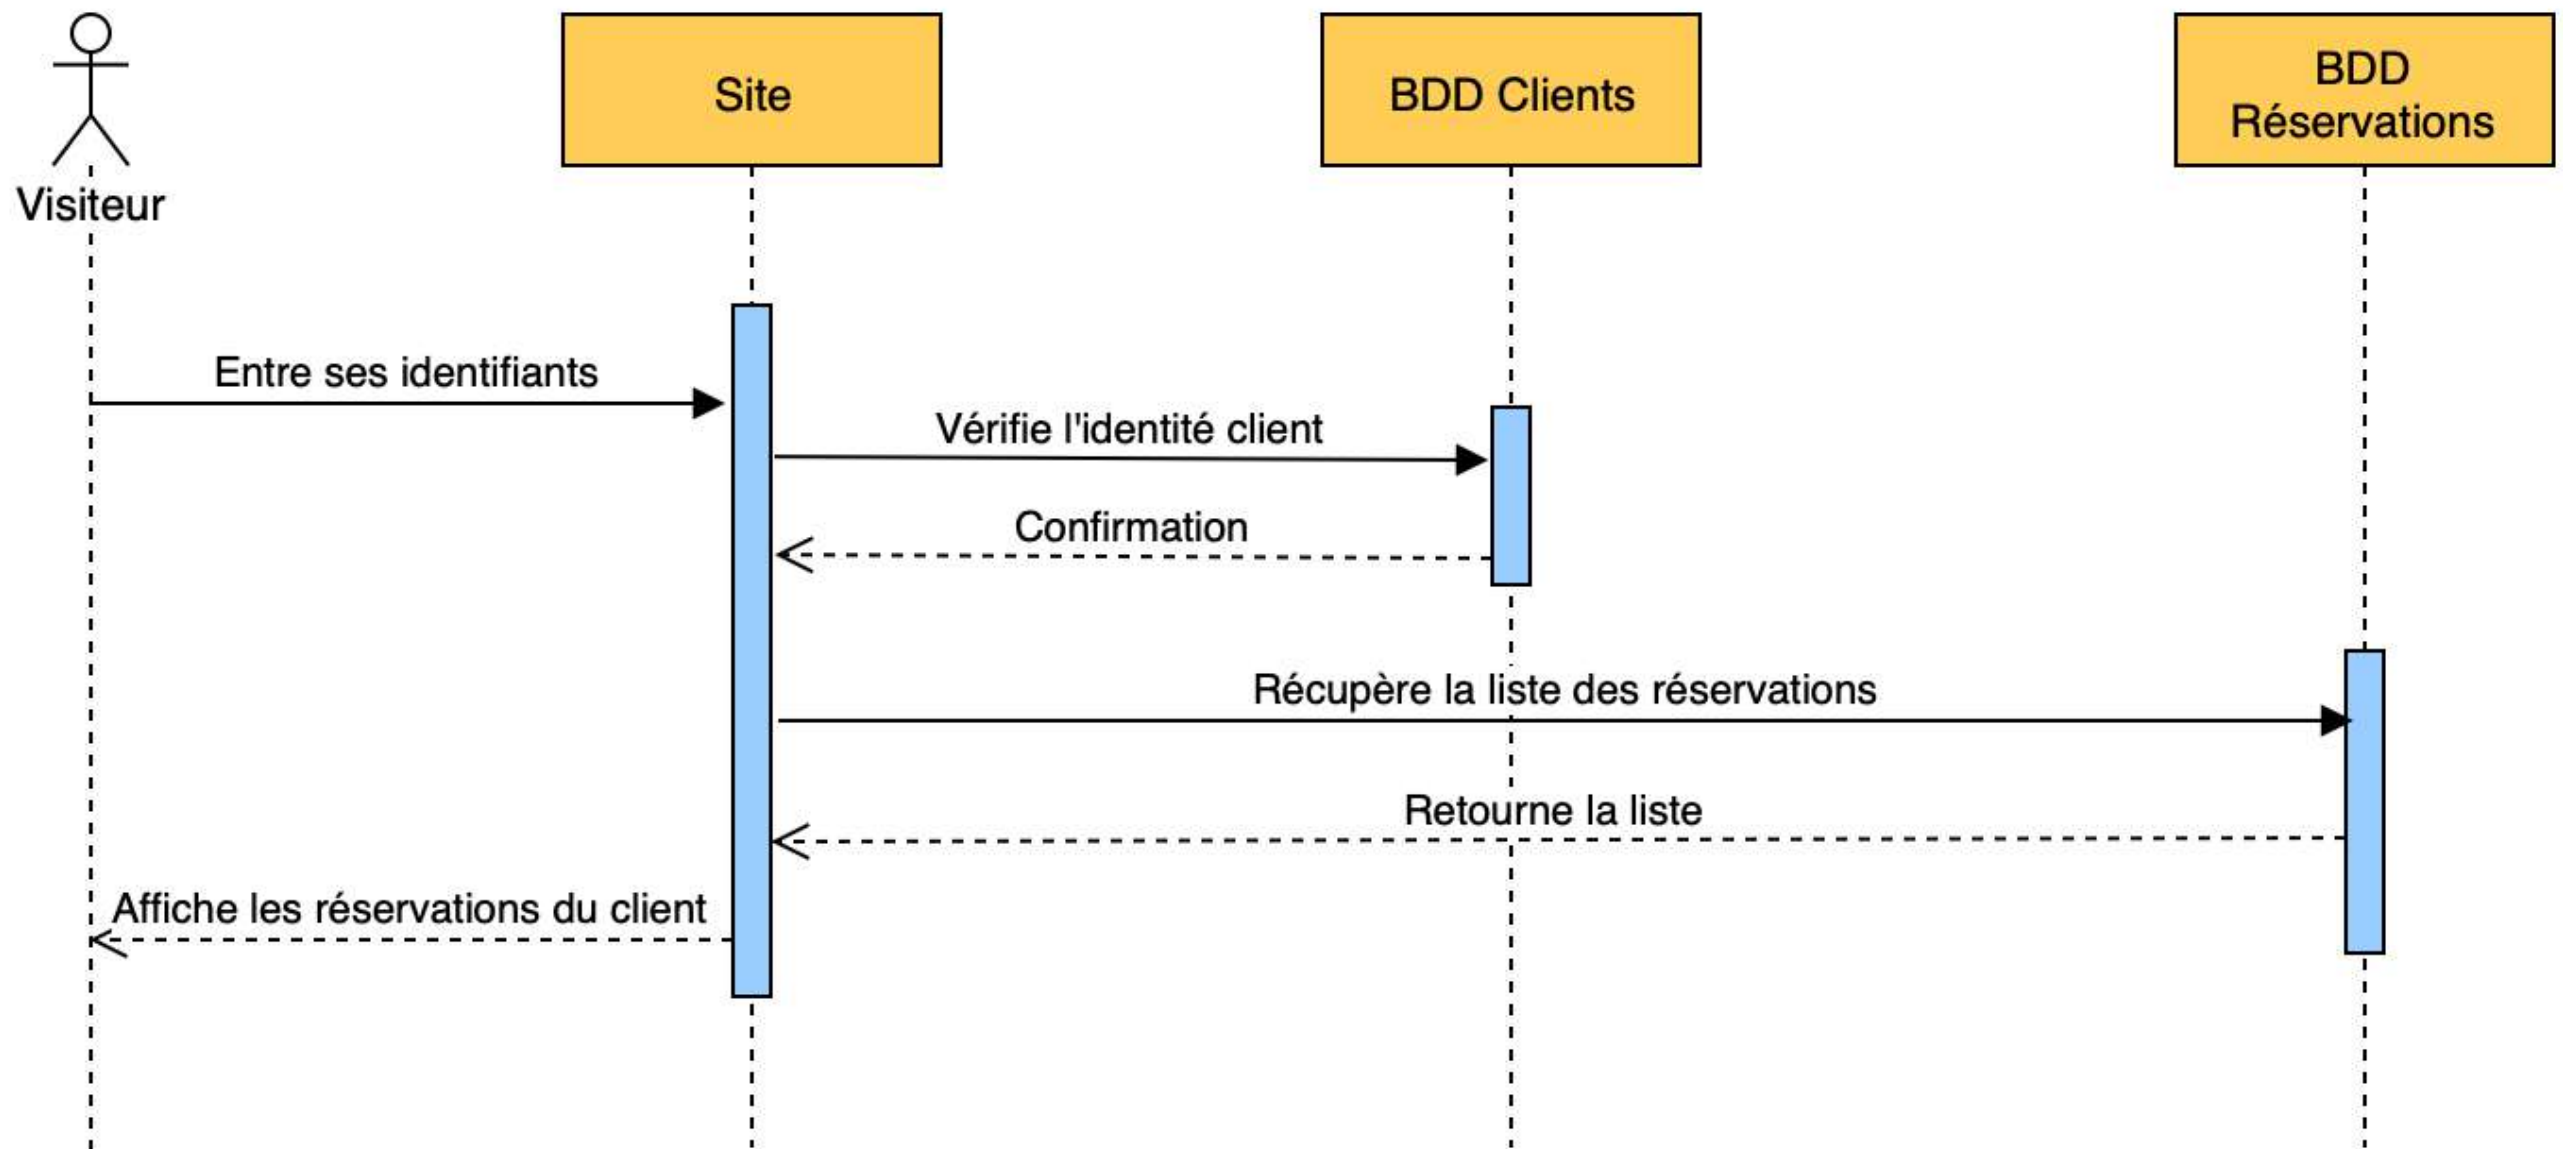 Site
BDD Clients
BDD
Réservations
Visiteur
Entre ses identifiants
Vérifie l'identité client
Confirmation
Récupère la liste des réservations
Retourne la liste
Affiche les réservations du client